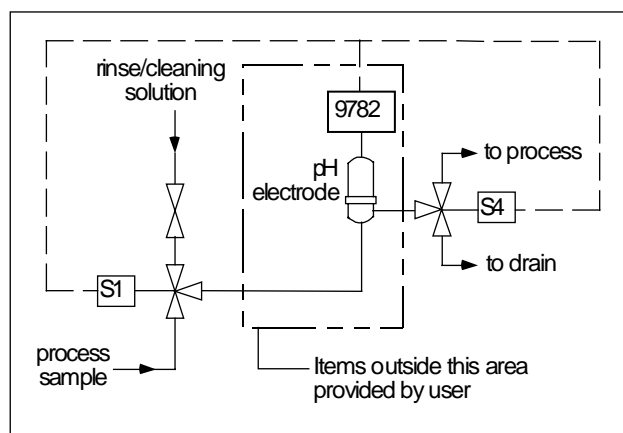 rinse/cleaning
solution
9782
pH
electrode
to process
S4
to drain
S1
process
sample
Items outside this area
provided by user